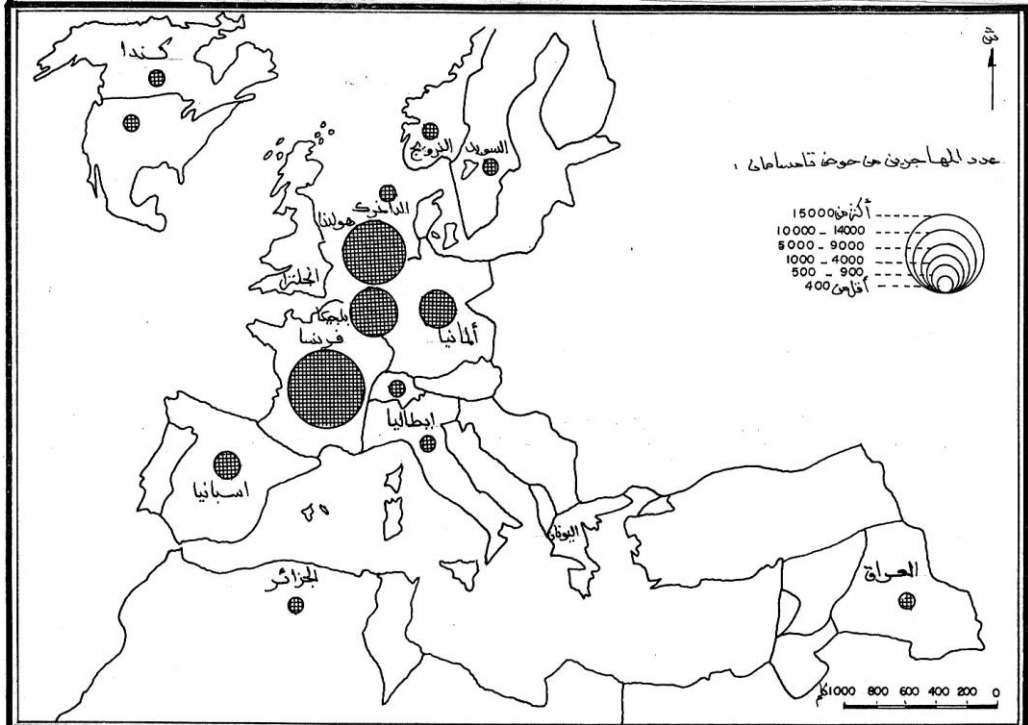 كندا
ش
النرويج
السويد
عدد المهاجرين من حوض تامسامان :
الدانمرك
هولندا
أكثر من 15000
10000 _ 14000
5000 _ 9000
1000 _ 4000
500 _ 900
أقل من 400
انجلترا
بلجيكا
ألمانيا
فرنسا
إيطاليا
اسبانيا
اليونان
الجزائر
العراق
كلم 1000 800 600 400 200 0